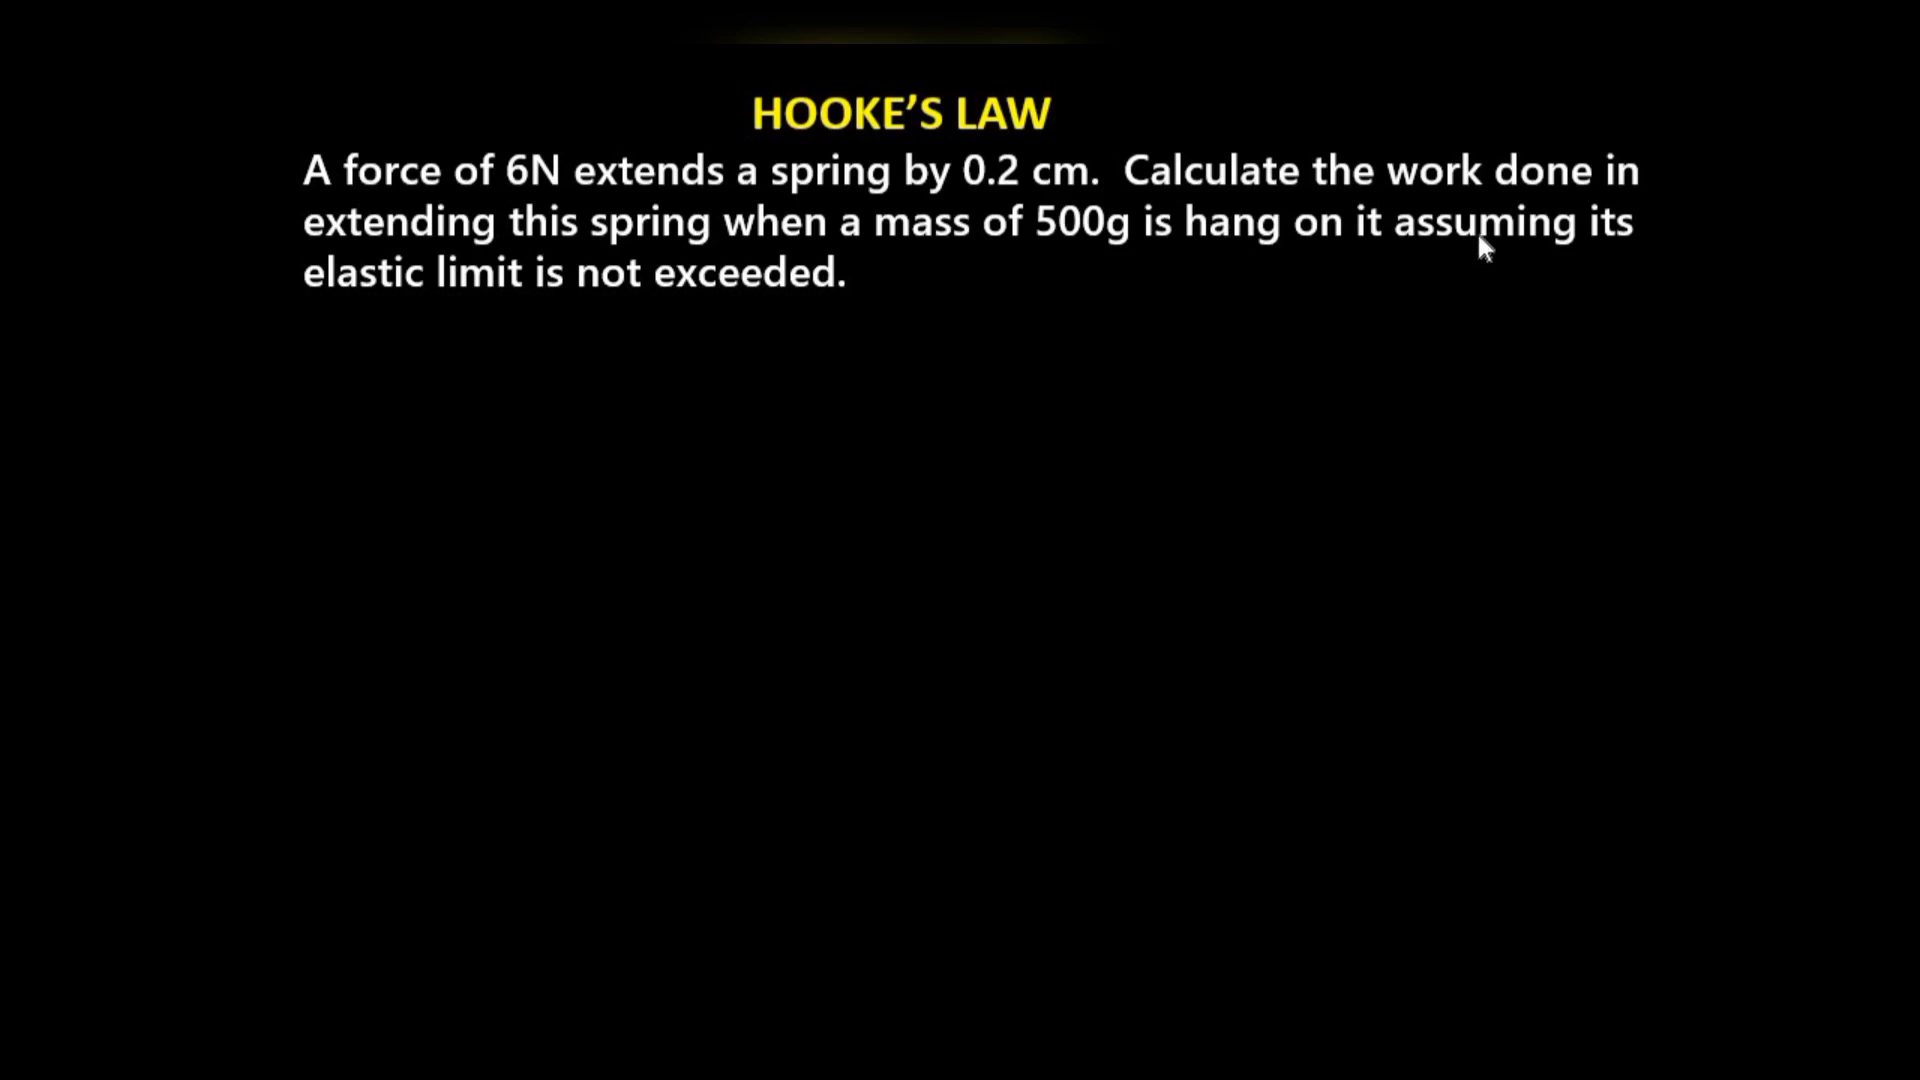 HOOKE’S LAW
A force of 6N extends a spring by 0.2 cm.  Calculate the work done in
extending this spring when a mass of 500g is hang on it assuming its
elastic limit is not exceeded.